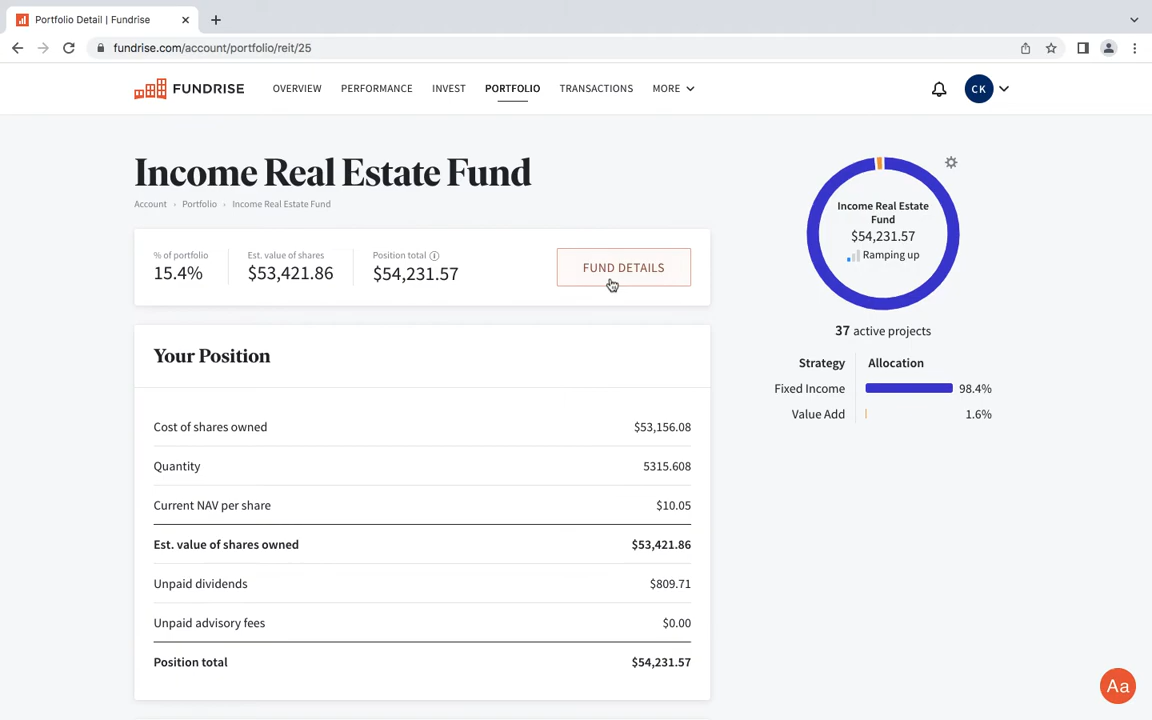 Portfolio Detail | Fundrise
fundrise.com/account/portfolio/reit/25
FUNDRISE
OVERVIEW
PERFORMANCE
INVEST
PORTFOLIO
TRANSACTIONS
MORE
CK
Income Real Estate Fund
Account
Portfolio
Income Real Estate Fund
% of portfolio
15.4%
Est. value of shares
$53,421.86
Position total
$54,231.57
FUND DETAILS
Income Real Estate
Fund
$54,231.57
Ramping up
37 active projects
Strategy Allocation
Fixed Income 98.4%
Value Add 1.6%
Your Position
Cost of shares owned $53,156.08
Quantity 5315.608
Current NAV per share $10.05
Est. value of shares owned $53,421.86
Unpaid dividends $809.71
Unpaid advisory fees $0.00
Position total $54,231.57
Aa